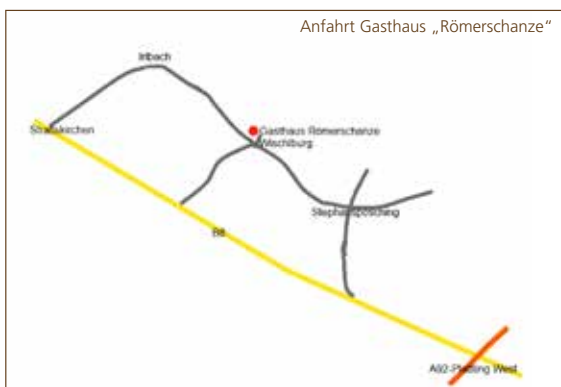 Anfahrt Gasthaus „Römerschanze“
Irlbach
Straßkirchen
Gasthaus Römerschanze
Wischlburg
Stephansposching
B8
A92-Plattling West